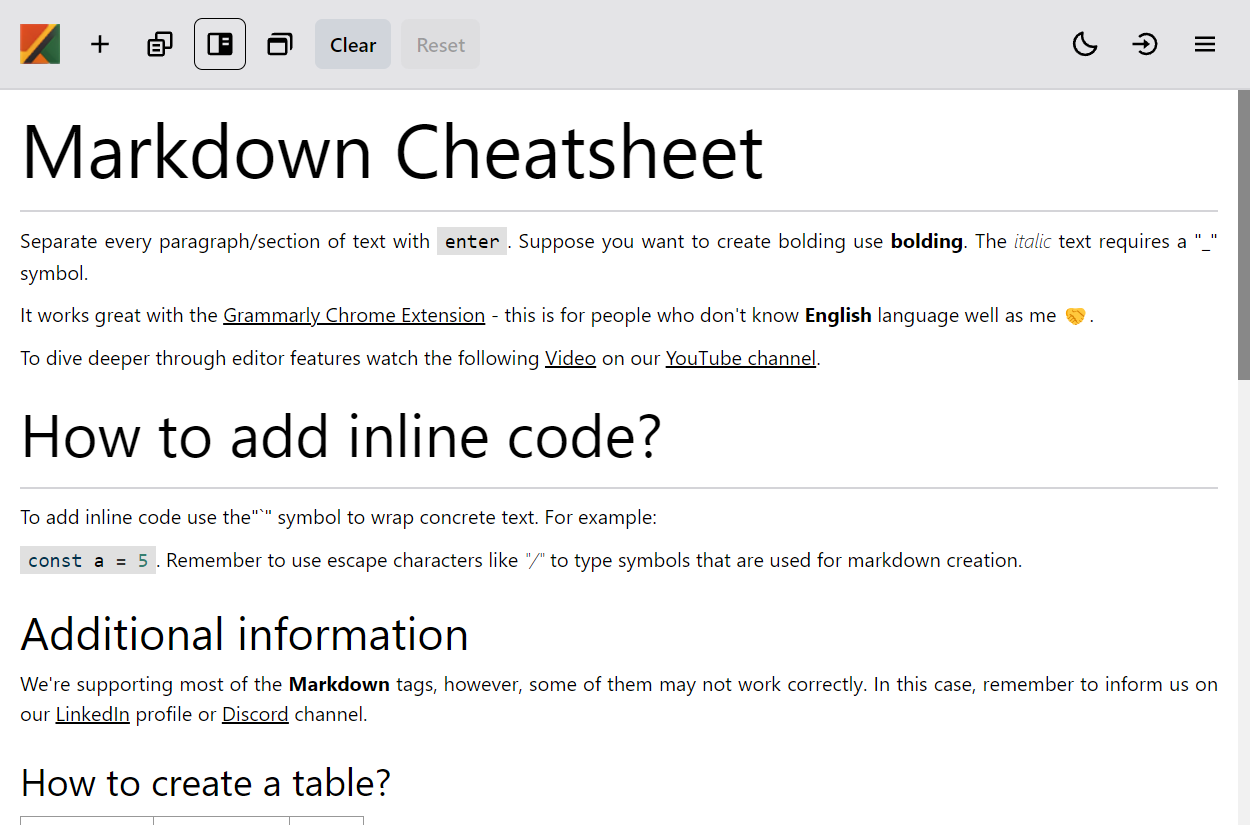 Clear Reset
Markdown Cheatsheet
Separate every paragraph/section of text with enter. Suppose you want to create bolding use bolding. The italic text requires a "_"
symbol.
It works great with the Grammarly Chrome Extension - this is for people who don't know English language well as me 🤝.
To dive deeper through editor features watch the following Video on our YouTube channel.
How to add inline code?
To add inline code use the"`" symbol to wrap concrete text. For example:
const a = 5. Remember to use escape characters like "/" to type symbols that are used for markdown creation.
Additional information
We're supporting most of the Markdown tags, however, some of them may not work correctly. In this case, remember to inform us on
our LinkedIn profile or Discord channel.
How to create a table?